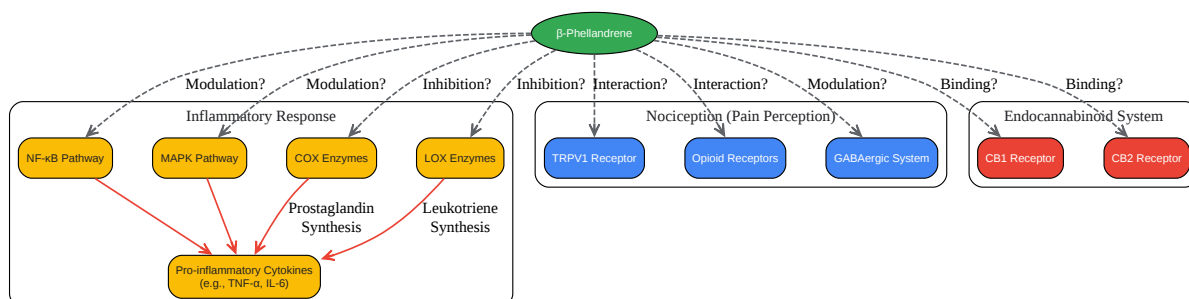 β-Phellandrene
Modulation?
Modulation?
Inhibition?
Inhibition?
Interaction?
Interaction?
Modulation?
Binding?
Binding?
Inflammatory Response
Nociception (Pain Perception)
Endocannabinoid System
NF-κB Pathway
MAPK Pathway
COX Enzymes
LOX Enzymes
TRPV1 Receptor
Opioid Receptors
GABAergic System
CB1 Receptor
CB2 Receptor
Prostaglandin
Synthesis
Leukotriene
Synthesis
Pro-inflammatory Cytokines
(e.g., TNF-α, IL-6)